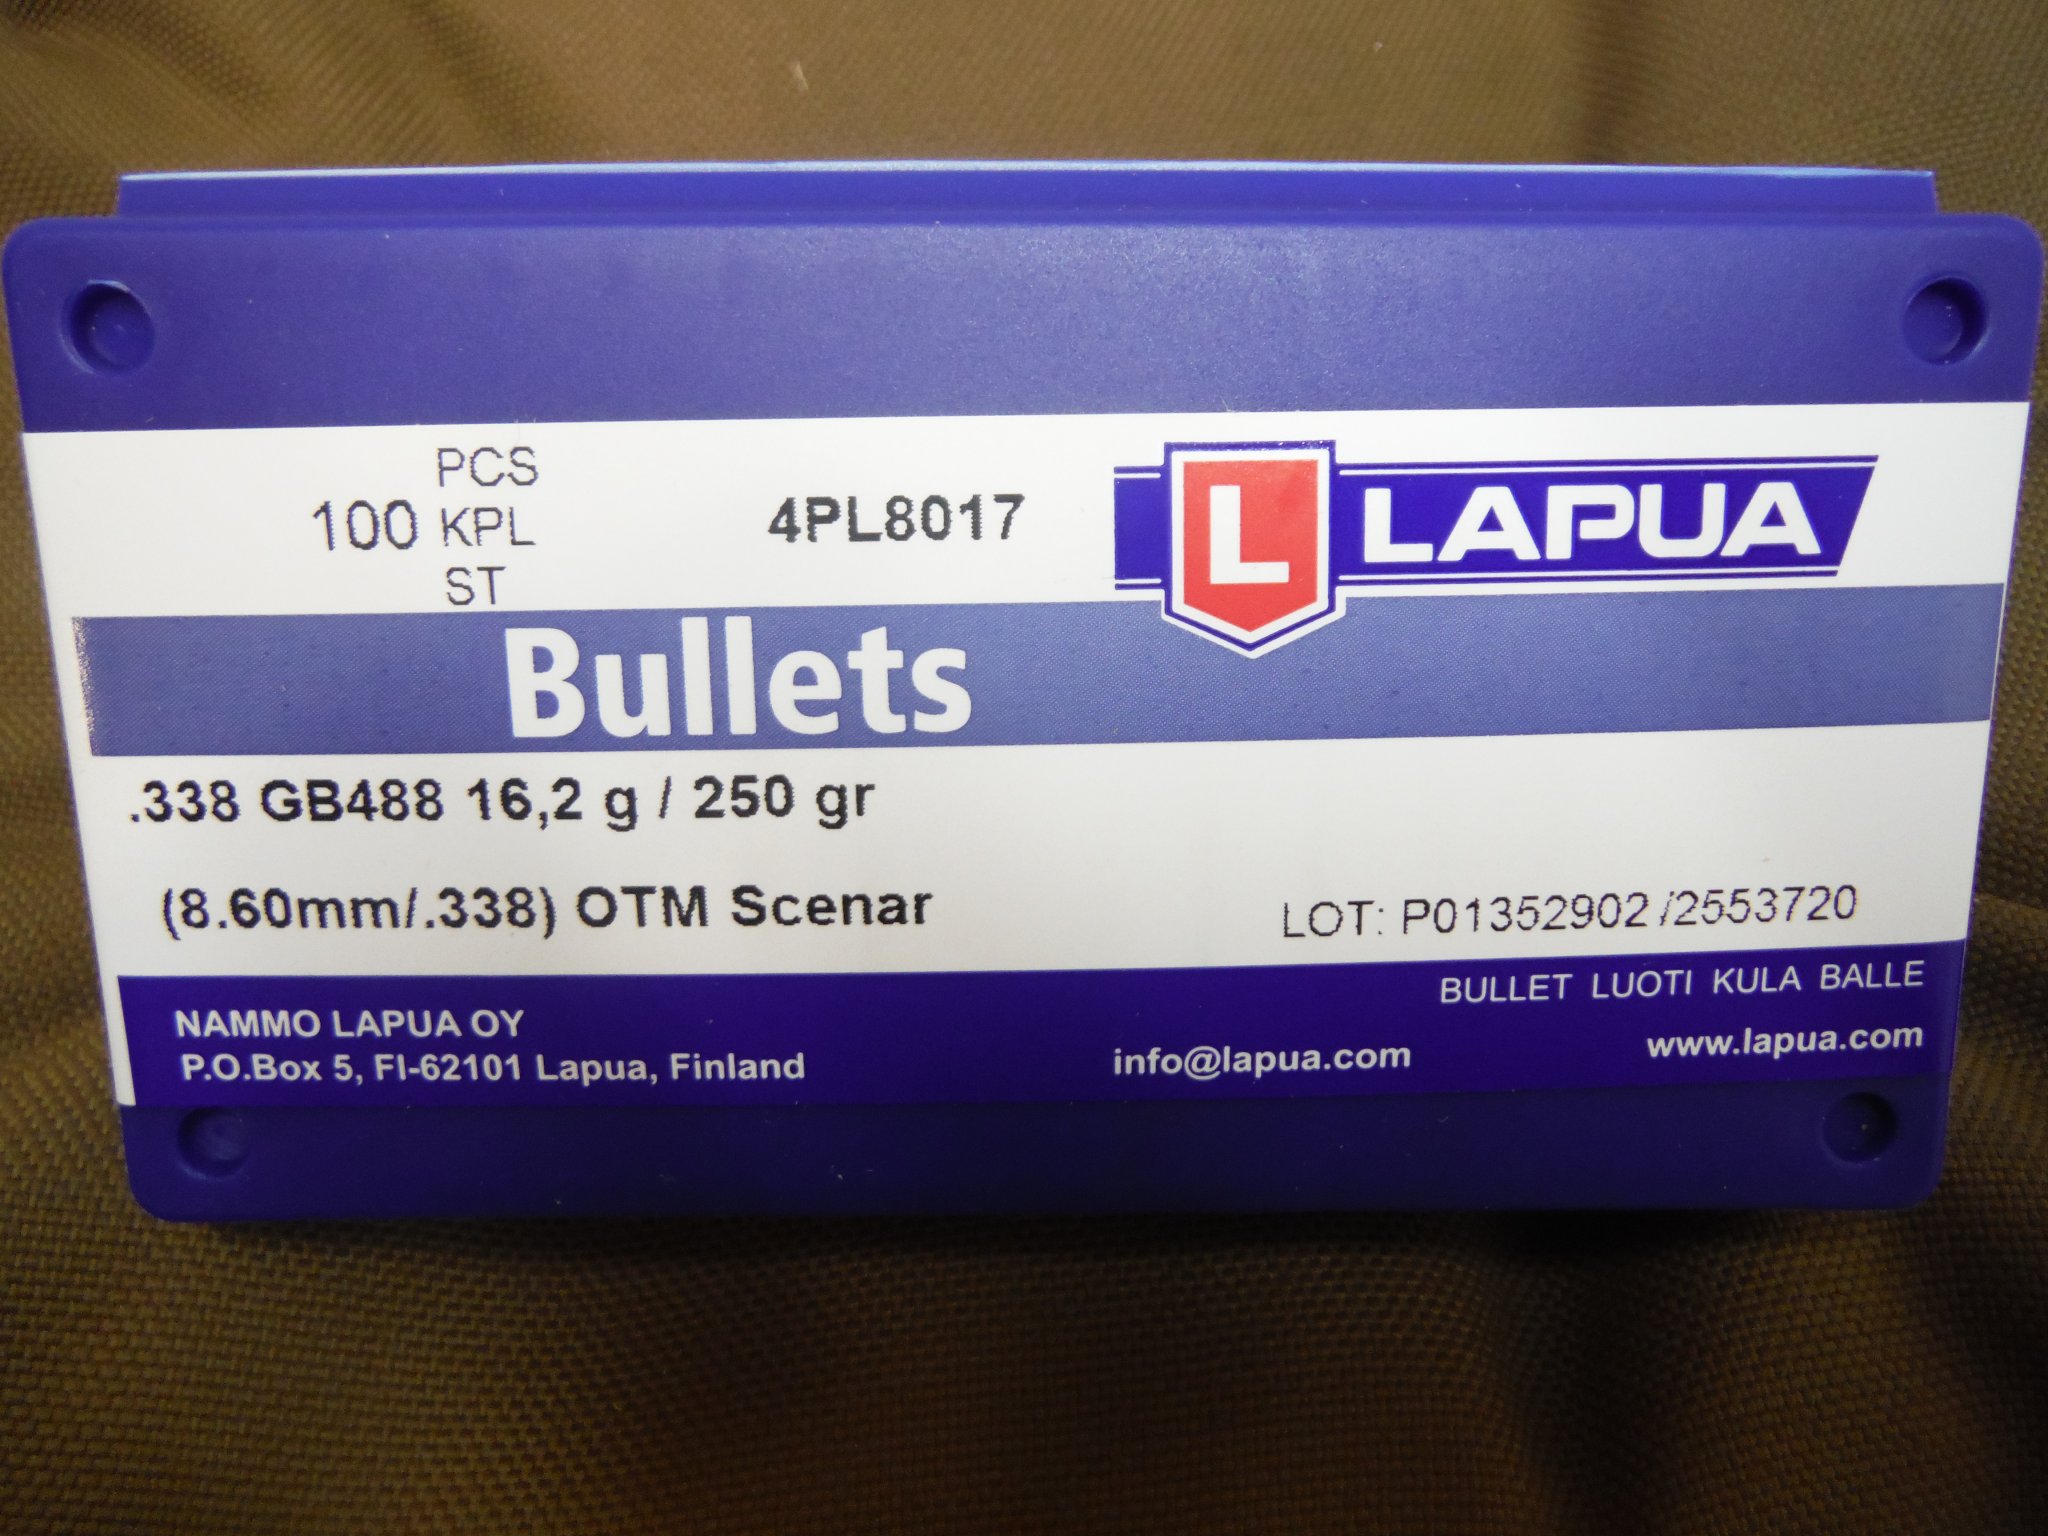 PCS
100 KPL
ST
4PL8017
L LAPUA
Bullets
.338 GB488 16,2 g / 250 gr
(8.60mm/.338) OTM Scenar
LOT: P01352902 /2553720
BULLET LUOTI KULA BALLE
NAMMO LAPUA OY
P.O.Box 5, FI-62101 Lapua, Finland
info@lapua.com
www.lapua.com